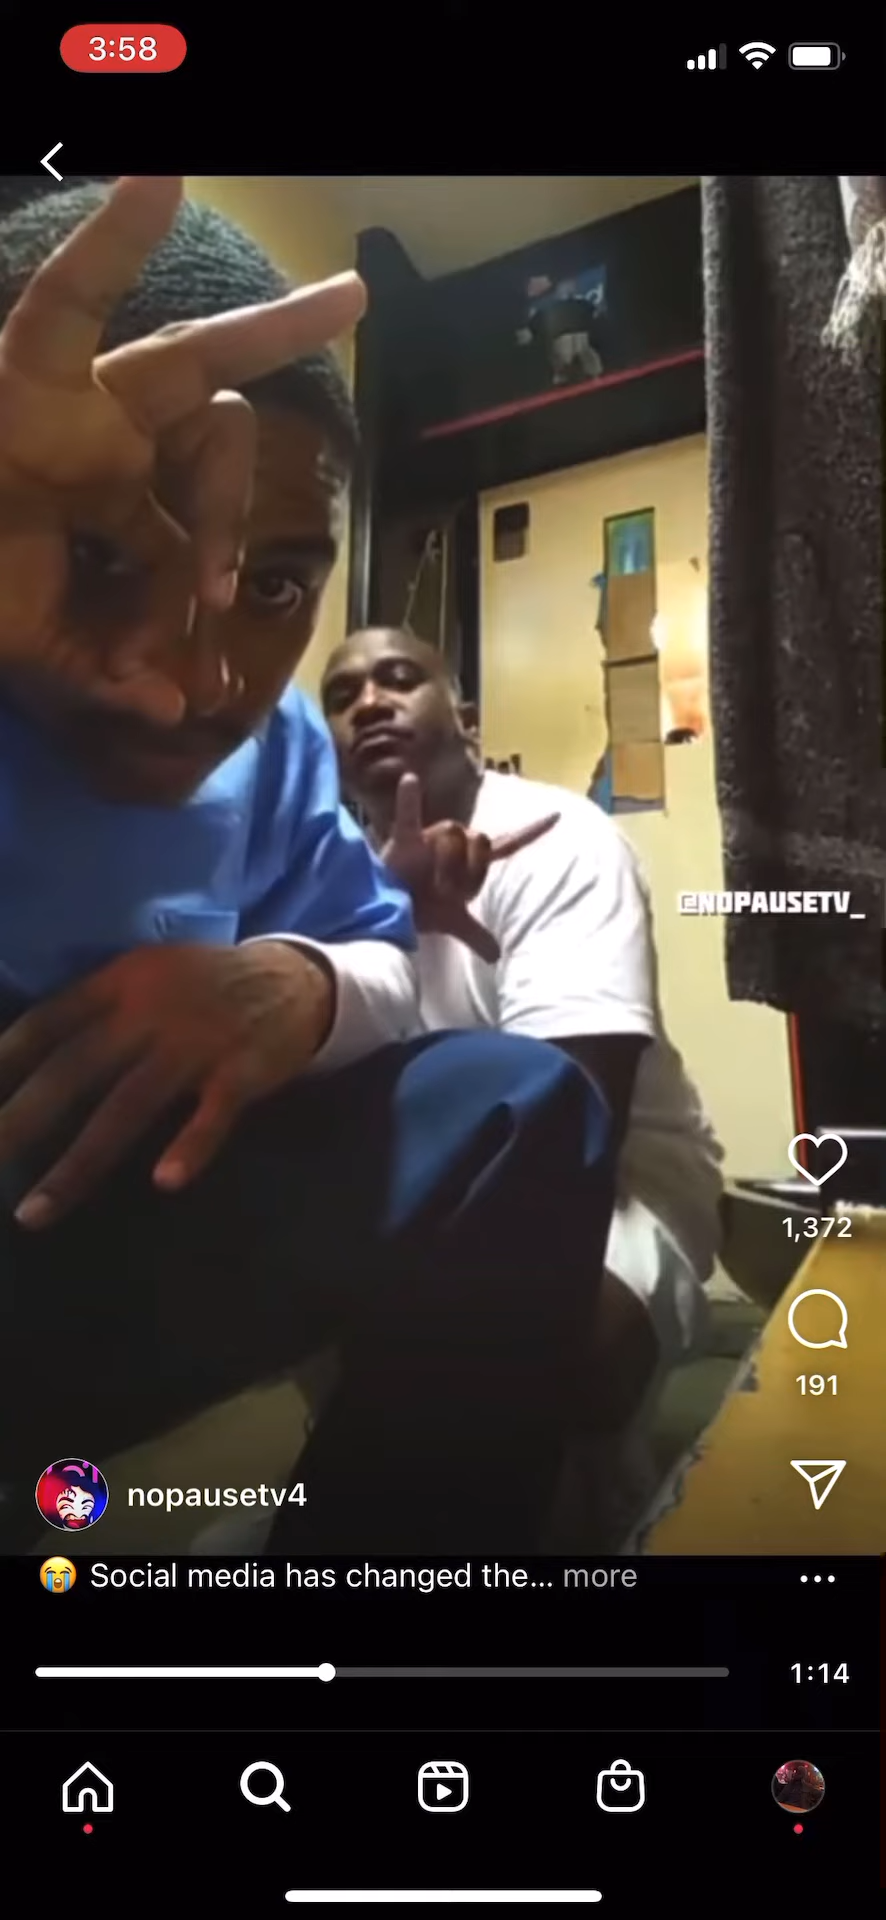 3:58
@NOPAUSETV_
1,372
191
nopausetv4
😭 Social media has changed the... more
1:14